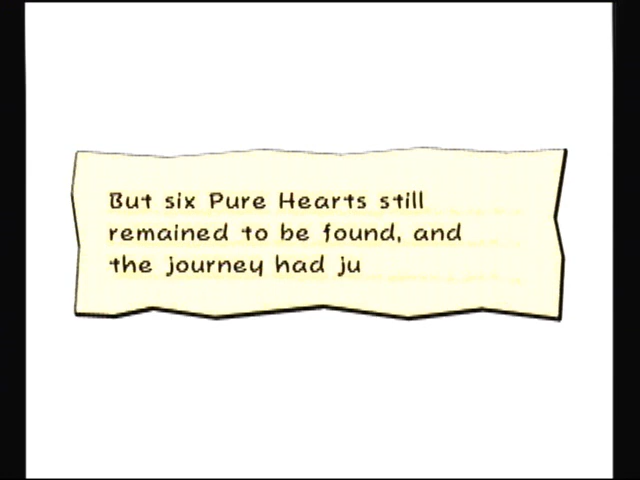 But six Pure Hearts still
remained to be found, and
the journey had ju